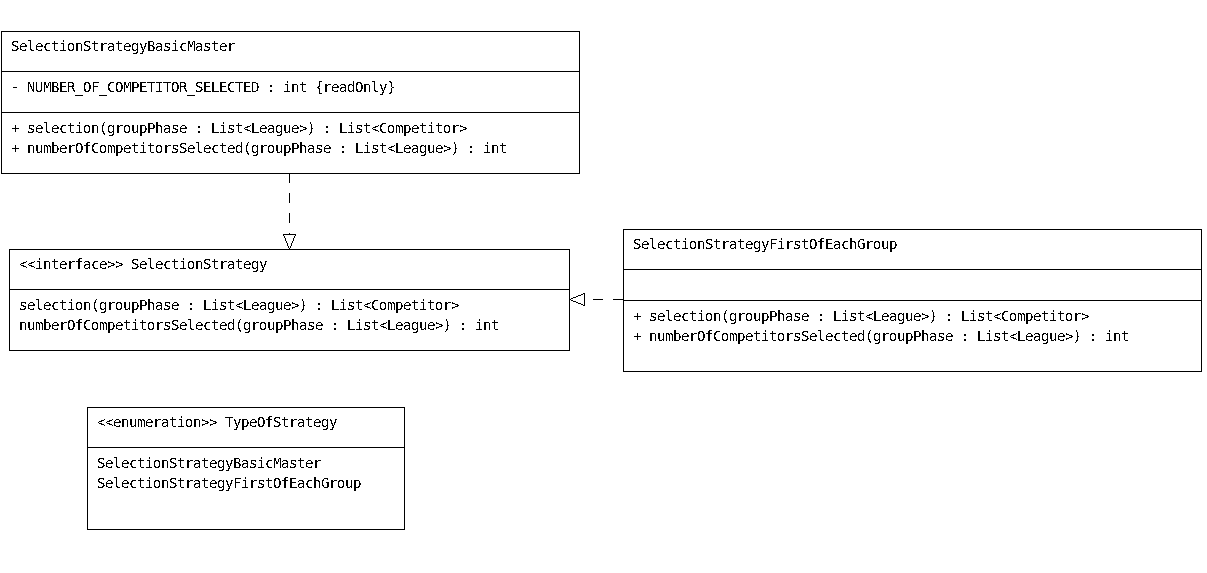 SelectionStrategyBasicMaster
- NUMBER_OF_COMPETITOR_SELECTED : int {readOnly}
+ selection(groupPhase : List<League>) : List<Competitor>
+ numberOfCompetitorsSelected(groupPhase : List<League>) : int
<<interface>> SelectionStrategy
selection(groupPhase : List<League>) : List<Competitor>
numberOfCompetitorsSelected(groupPhase : List<League>) : int
SelectionStrategyFirstOfEachGroup
+ selection(groupPhase : List<League>) : List<Competitor>
+ numberOfCompetitorsSelected(groupPhase : List<League>) : int
<<enumeration>> TypeOfStrategy
SelectionStrategyBasicMaster
SelectionStrategyFirstOfEachGroup